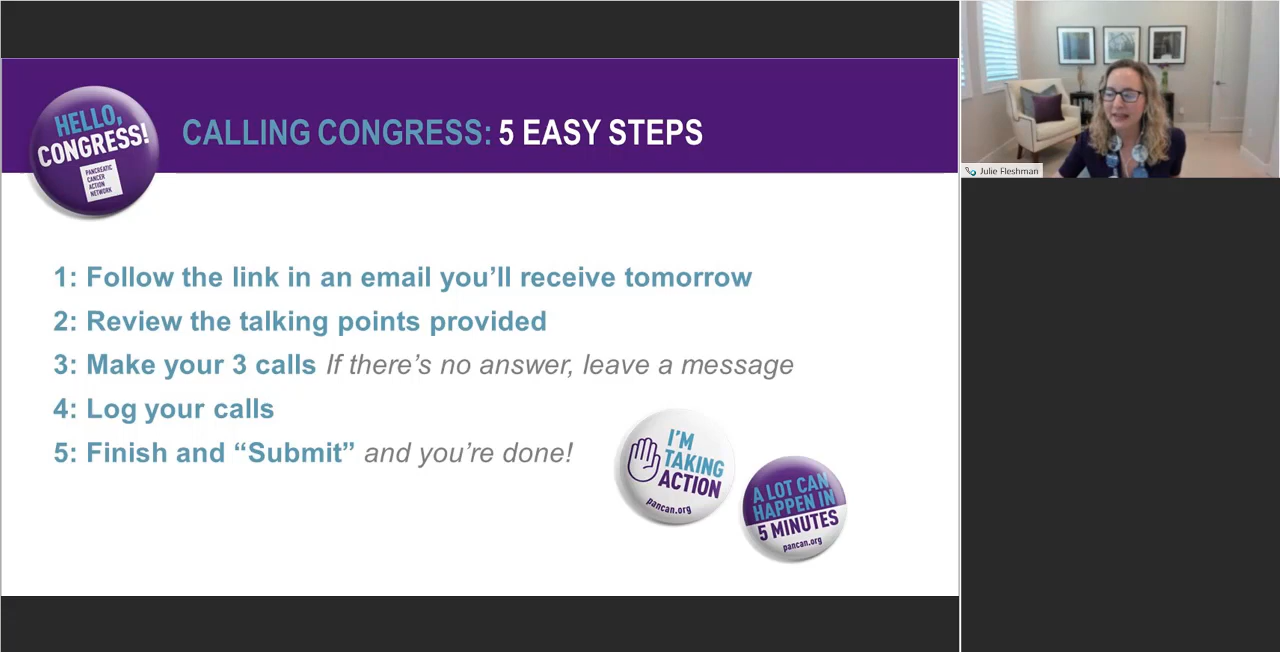 HELLO,
CONGRESS!
PANCREATIC
CANCER
ACTION
NETWORK
CALLING CONGRESS: 5 EASY STEPS
Julie Fleshman
1: Follow the link in an email you’ll receive tomorrow
2: Review the talking points provided
3: Make your 3 calls If there’s no answer, leave a message
4: Log your calls
5: Finish and “Submit” and you’re done!
I’M
TAKING
ACTION
pancan.org
A LOT CAN
HAPPEN IN
5 MINUTES
pancan.org